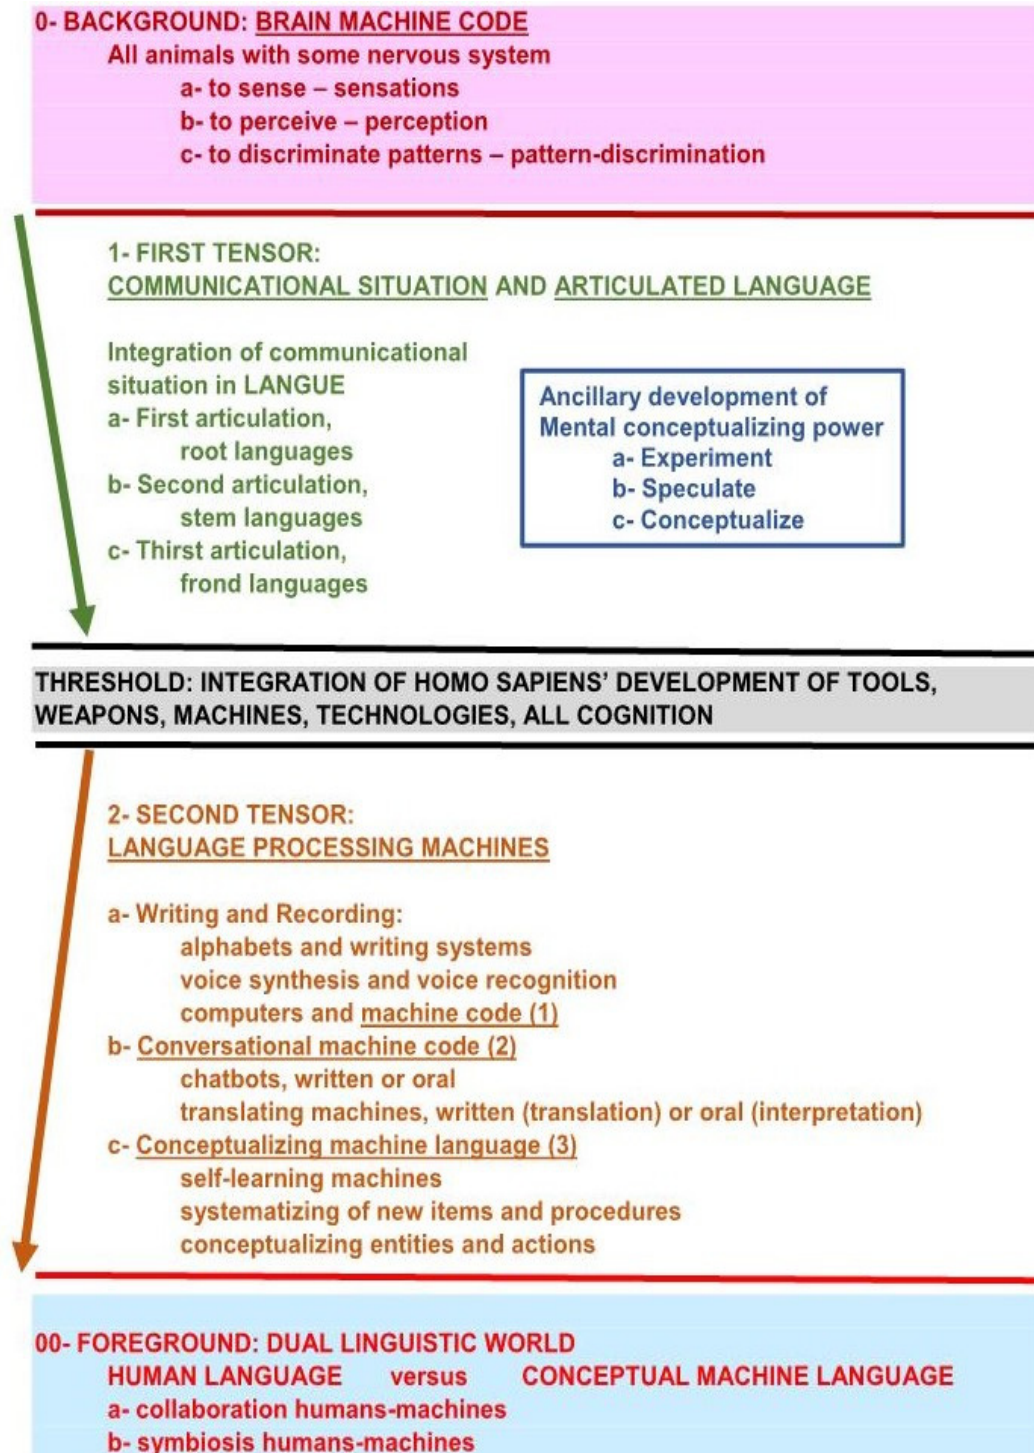 0- BACKGROUND: BRAIN MACHINE CODE
All animals with some nervous system
a- to sense – sensations
b- to perceive – perception
c- to discriminate patterns – pattern-discrimination
1- FIRST TENSOR:
COMMUNICATIONAL SITUATION AND ARTICULATED LANGUAGE
Integration of communicational
situation in LANGUE
a- First articulation,
root languages
b- Second articulation,
stem languages
c- Thirst articulation,
frond languages
Ancillary development of
Mental conceptualizing power
a- Experiment
b- Speculate
c- Conceptualize
THRESHOLD: INTEGRATION OF HOMO SAPIENS’ DEVELOPMENT OF TOOLS,
WEAPONS, MACHINES, TECHNOLOGIES, ALL COGNITION
2- SECOND TENSOR:
LANGUAGE PROCESSING MACHINES
a- Writing and Recording:
alphabets and writing systems
voice synthesis and voice recognition
computers and machine code (1)
b- Conversational machine code (2)
chatbots, written or oral
translating machines, written (translation) or oral (interpretation)
c- Conceptualizing machine language (3)
self-learning machines
systematizing of new items and procedures
conceptualizing entities and actions
00- FOREGROUND: DUAL LINGUISTIC WORLD
HUMAN LANGUAGE versus CONCEPTUAL MACHINE LANGUAGE
a- collaboration humans-machines
b- symbiosis humans-machines